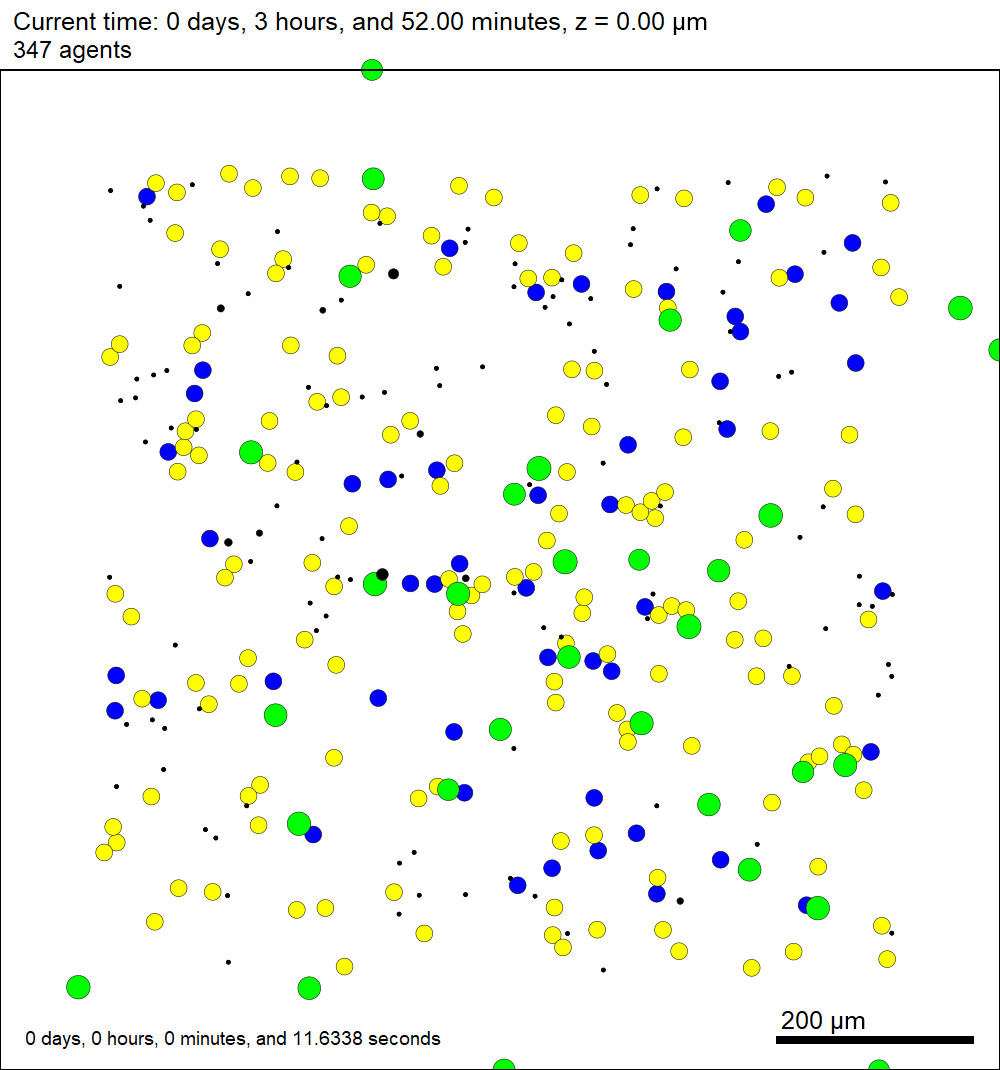 Current time: 0 days, 3 hours, and 52.00 minutes, z = 0.00 µm
347 agents
200 µm
0 days, 0 hours, 0 minutes, and 11.6338 seconds